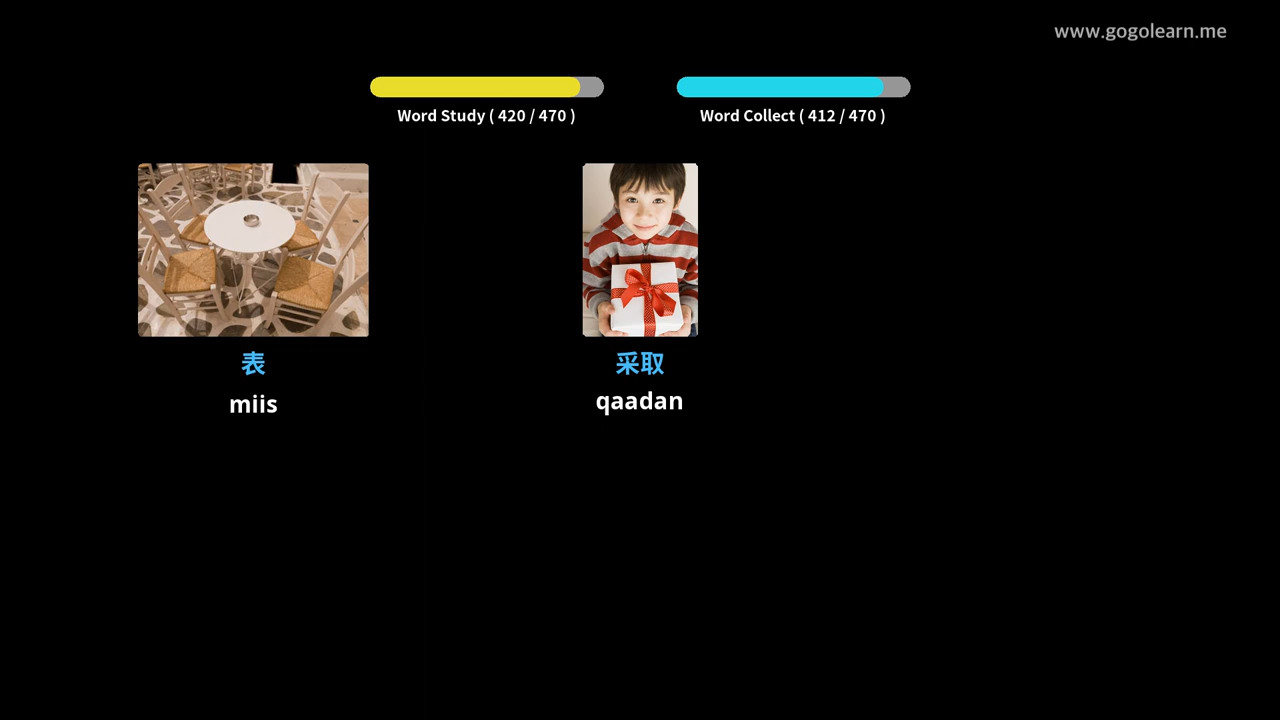 www.gogolearn.me
Word Study ( 420 / 470 )
Word Collect ( 412 / 470 )
表
miis
采取
qaadan